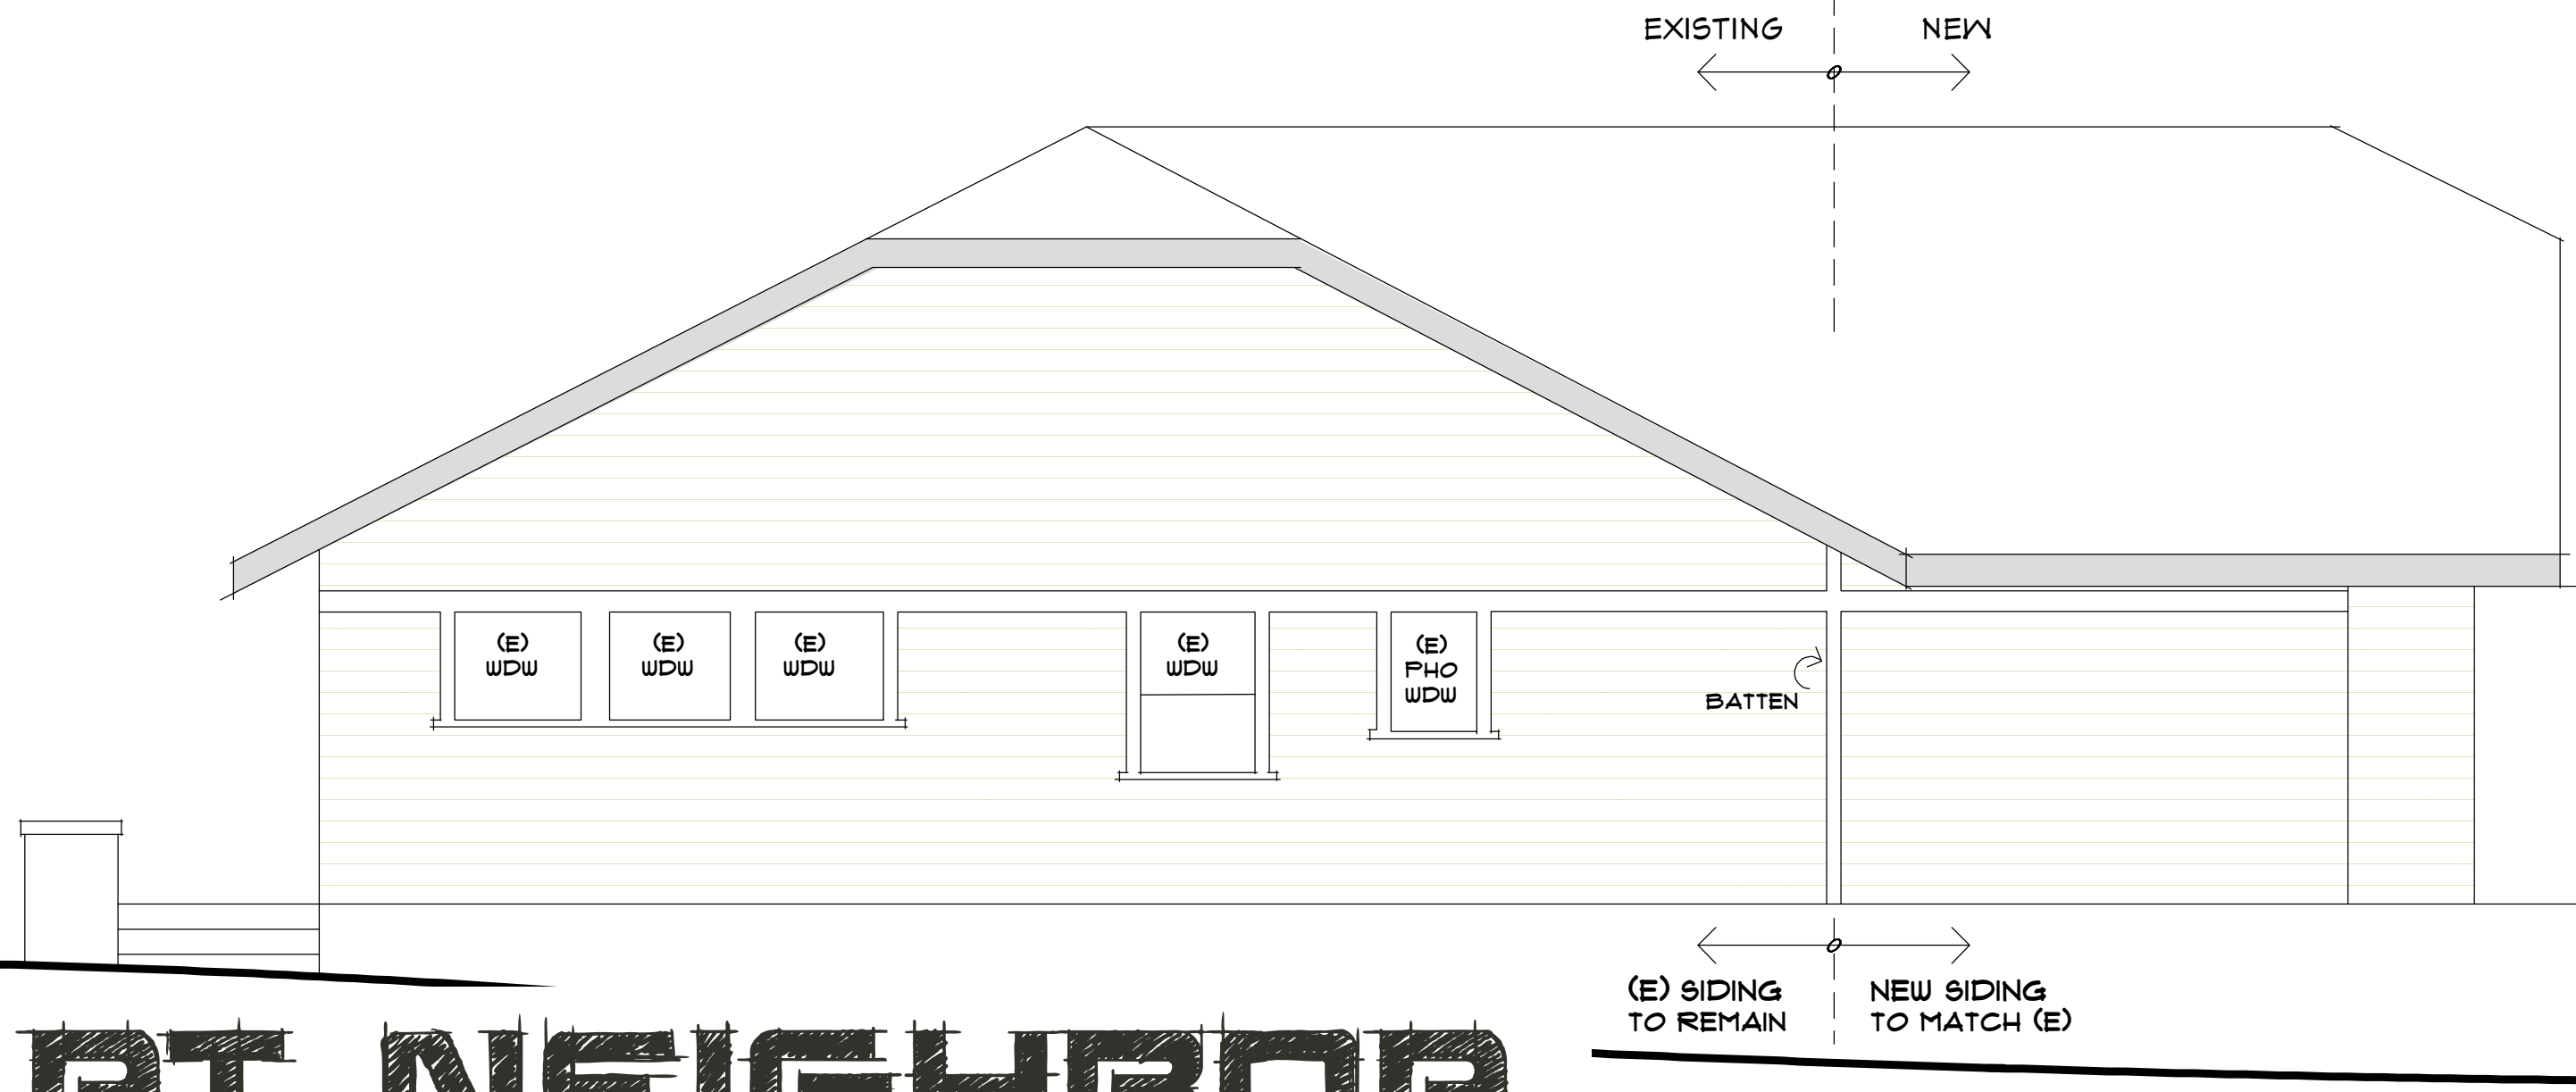 EXISTING NEW
(E)
WDW
(E)
WDW
(E)
WDW
(E)
WDW
(E)
PHO
WDW
BATTEN
(E) SIDING
TO REMAIN
NEW SIDING
TO MATCH (E)